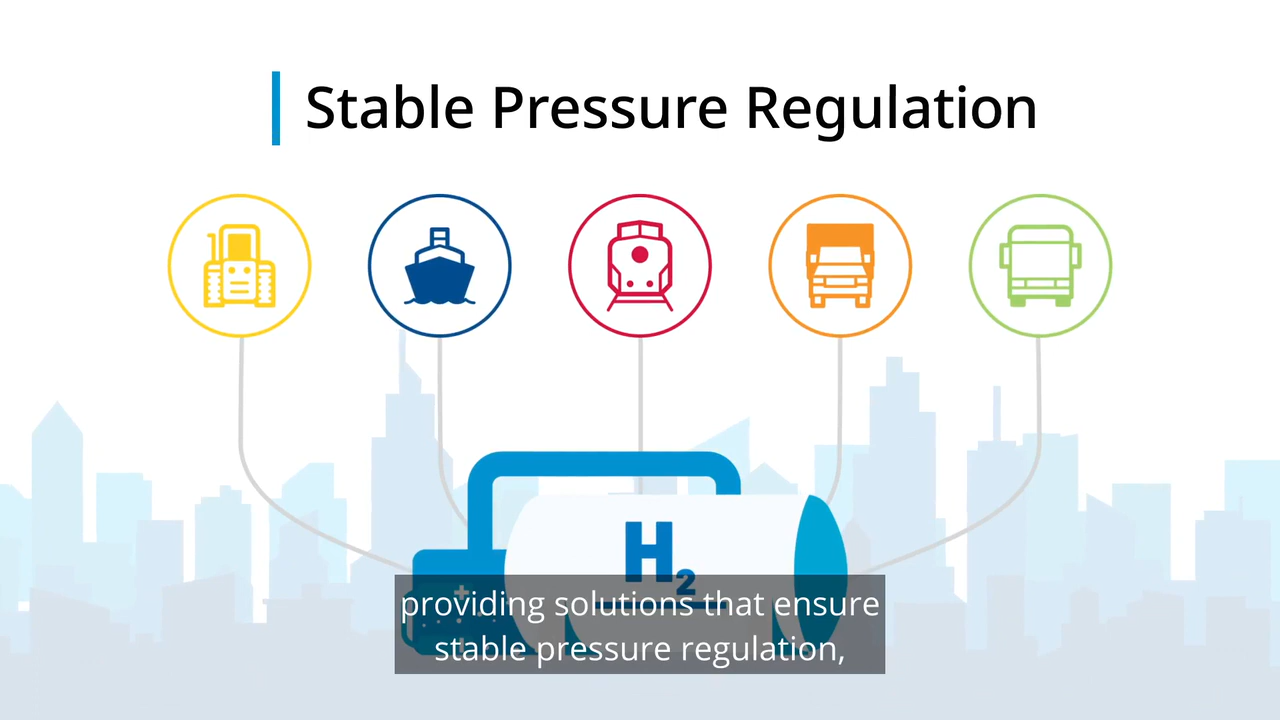 Stable Pressure Regulation
H₂
providing solutions that ensure
stable pressure regulation,